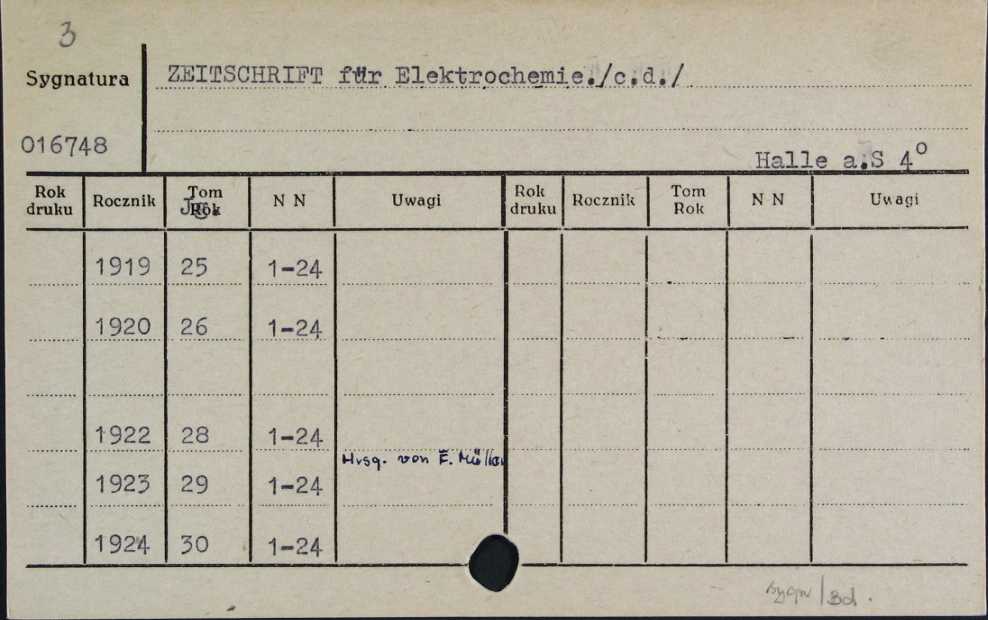 3
Sygnatura ZEITSCHRIFT für Elektrochemie./c.d./
016748
Halle a.S 4°
Rok druku Rocznik Tom Rok N N Uwagi Rok druku Rocznik Tom Rok N N Uwagi
1919 25 1-24
1920 26 1-24
1922 28 1-24
Hrsg. von E. Müller
1923 29 1-24
1924 30 1-24
sygn/Bd.